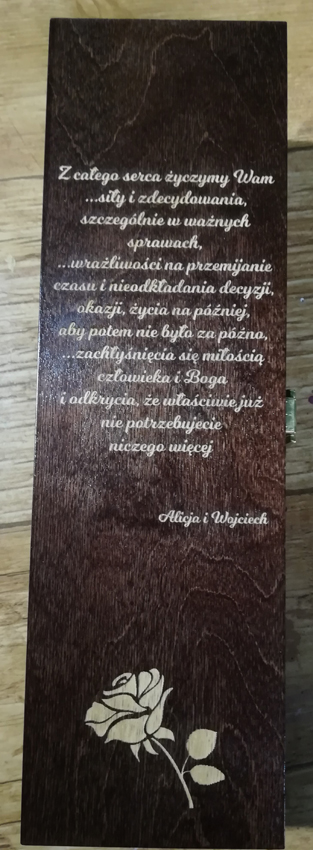 Z całego serca życzymy Wam
...siły i zdecydowania,
szczególnie w ważnych
sprawach,
...wrażliwości na przemijanie
czasu i nieodkładania decyzji,
okazji, życia na później,
aby potem nie było za późno,
...zachłyśnięcia się miłością
człowieka i Boga
i odkrycia, że właściwie już
nie potrzebujecie
niczego więcej
Alicja i Wojciech